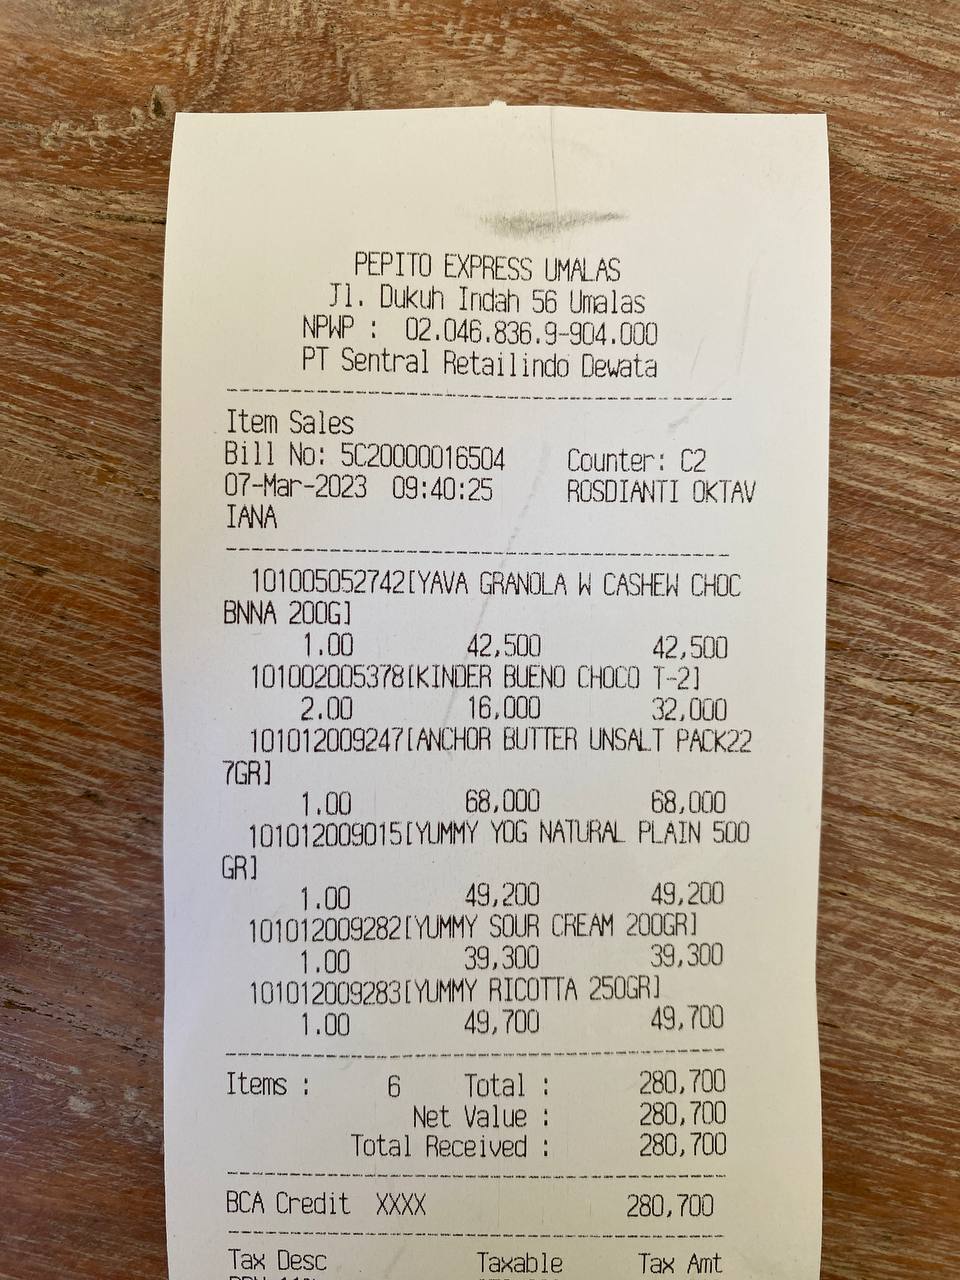 PEPITO EXPRESS UMALAS
Jl. Dukuh Indah 56 Umalas
NPWP : 02.046.836.9-904.000
PT Sentral Retailindo Dewata
Item Sales
Bill No: 5C20000016504 Counter: C2
07-Mar-2023 09:40:25 ROSDIANTI OKTAV
IANA
101005052742[YAVA GRANOLA W CASHEW CHOC
BNNA 200G]
1.00 42,500 42,500
101002005378[KINDER BUENO CHOCO T-2]
2.00 16,000 32,000
101012009247[ANCHOR BUTTER UNSALT PACK22
7GR]
1.00 68,000 68,000
101012009015[YUMMY YOG NATURAL PLAIN 500
GR]
1.00 49,200 49,200
101012009282[YUMMY SOUR CREAM 200GR]
1.00 39,300 39,300
101012009283[YUMMY RICOTTA 250GR]
1.00 49,700 49,700
Items : 6 Total : 280,700
Net Value : 280,700
Total Received : 280,700
BCA Credit XXXX 280,700
Tax Desc Taxable Tax Amt